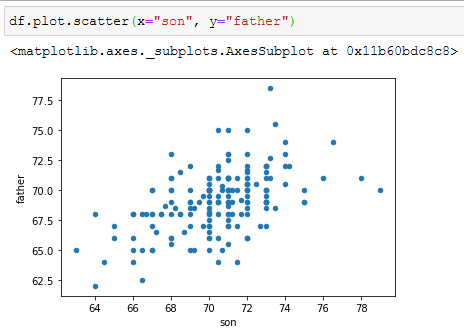 df.plot.scatter(x="son", y="father")
<matplotlib.axes._subplots.AxesSubplot at 0x11b60bdc8c8>
77.5
75.0
72.5
70.0
67.5
65.0
62.5
father
64 66 68 70 72 74 76 78
son